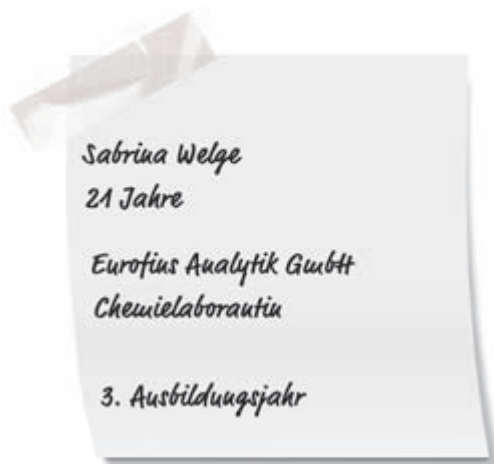 Sabrina Welge
21 Jahre
Eurofins Analytik GmbH
Chemielaborantin
3. Ausbildungsjahr